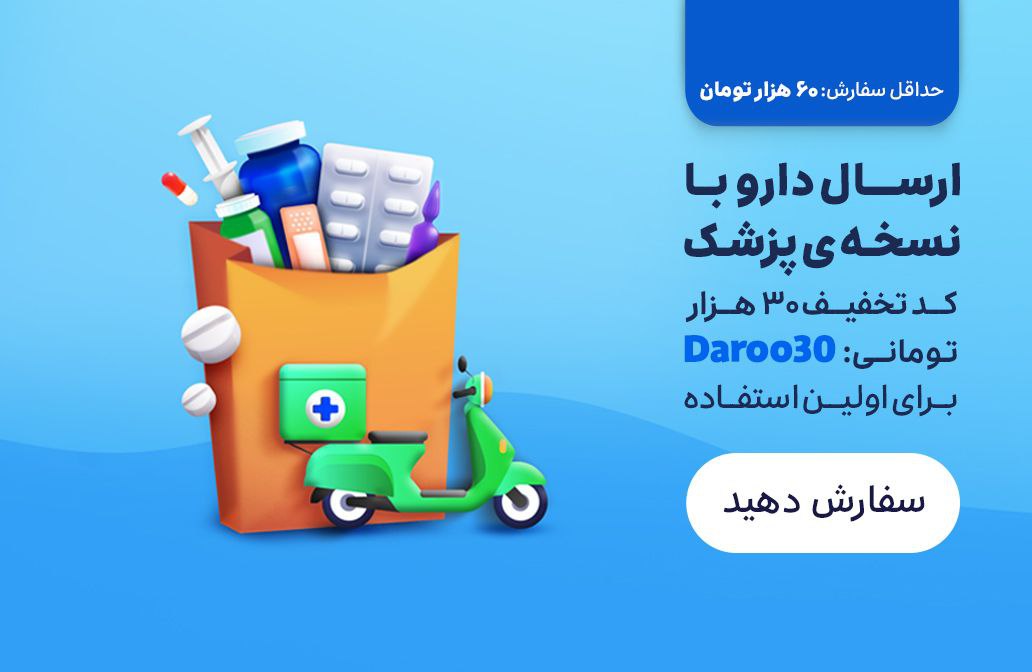 حداقل سفارش: ۶۰ هزار تومان
ارسال دارو با
نسخه‌ی پزشک
کد تخفیف ۳۰ هزار
تومانی: Daroo30
برای اولین استفاده
سفارش دهید